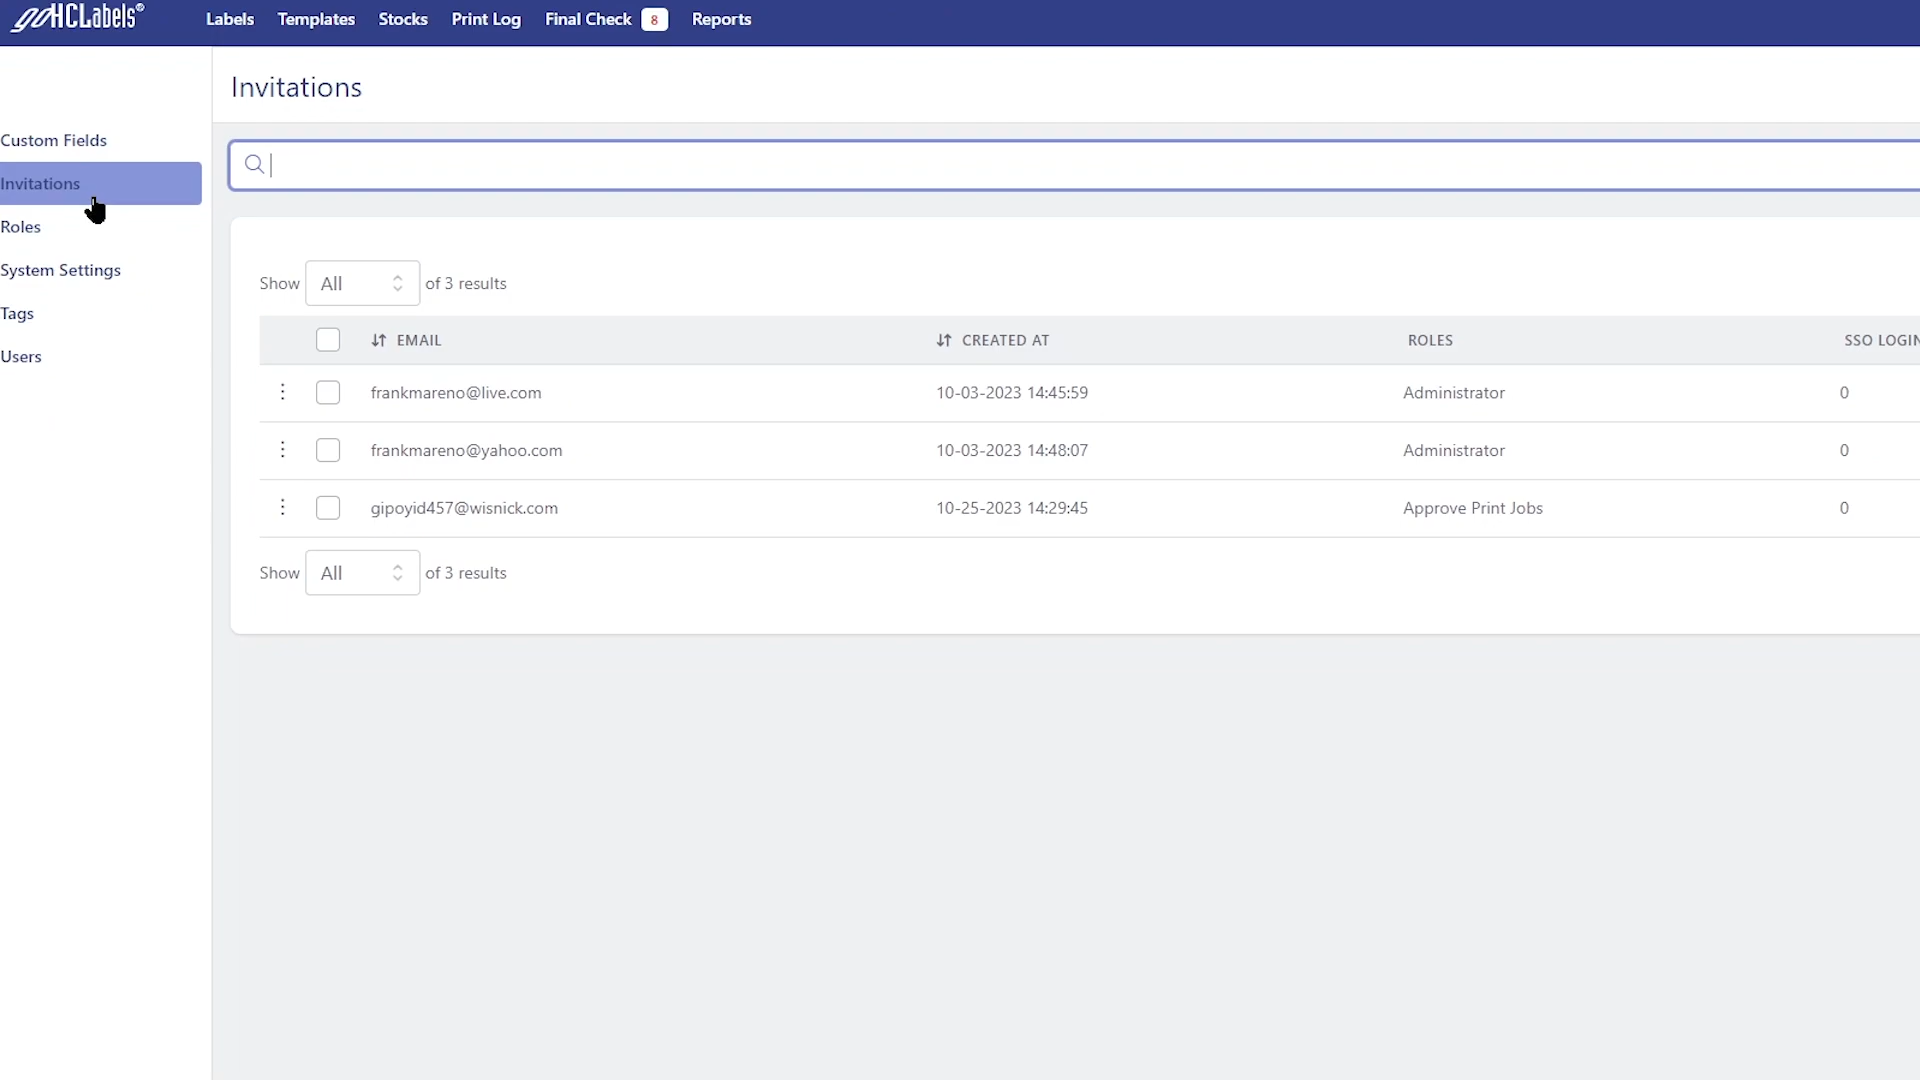 HCLabels®
Labels Templates Stocks Print Log Final Check 8 Reports
Invitations
Custom Fields
Invitations
Roles
System Settings
Tags
Users
Show All of 3 results
EMAIL CREATED AT ROLES SSO LOGIN
frankmareno@live.com 10-03-2023 14:45:59 Administrator 0
frankmareno@yahoo.com 10-03-2023 14:48:07 Administrator 0
gipoyid457@wisnick.com 10-25-2023 14:29:45 Approve Print Jobs 0
Show All of 3 results